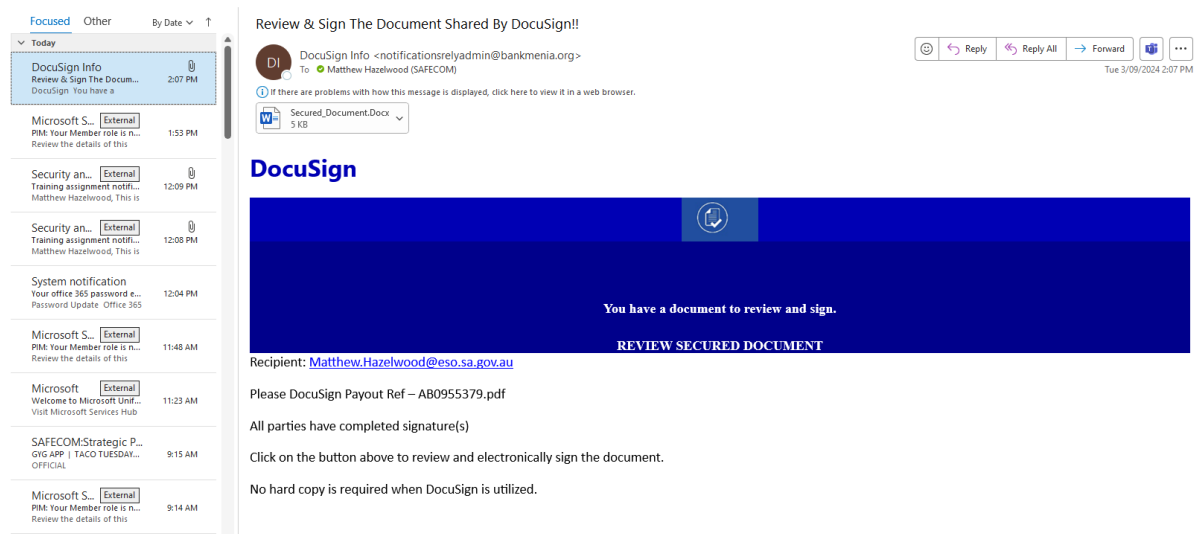 Focused Other By Date
Today
DocuSign Info
Review & Sign The Docum... 2:07 PM
DocuSign You have a
Microsoft S... External
PIM: Your Member role is n... 1:53 PM
Review the details of this
Security an... External
Training assignment notifi... 12:09 PM
Matthew Hazelwood, This is
Security an... External
Training assignment notifi... 12:08 PM
Matthew Hazelwood, This is
System notification
Your office 365 password e... 12:04 PM
Password Update Office 365
Microsoft S... External
PIM: Your Member role is n... 11:48 AM
Review the details of this
Microsoft External
Welcome to Microsoft Unif... 11:23 AM
Visit Microsoft Services Hub
SAFECOM:Strategic P...
GYG APP | TACO TUESDAY... 9:15 AM
OFFICIAL
Microsoft S... External
PIM: Your Member role is n... 9:14 AM
Review the details of this
Review & Sign The Document Shared By DocuSign!!
DI
DocuSign Info <notificationsrelyadmin@bankmenia.org>
To Matthew Hazelwood (SAFECOM)
Reply Reply All Forward
Tue 3/09/2024 2:07 PM
If there are problems with how this message is displayed, click here to view it in a web browser.
Secured_Document.Docx
5 KB
DocuSign
You have a document to review and sign.
REVIEW SECURED DOCUMENT
Recipient: Matthew.Hazelwood@eso.sa.gov.au
Please DocuSign Payout Ref – AB0955379.pdf
All parties have completed signature(s)
Click on the button above to review and electronically sign the document.
No hard copy is required when DocuSign is utilized.